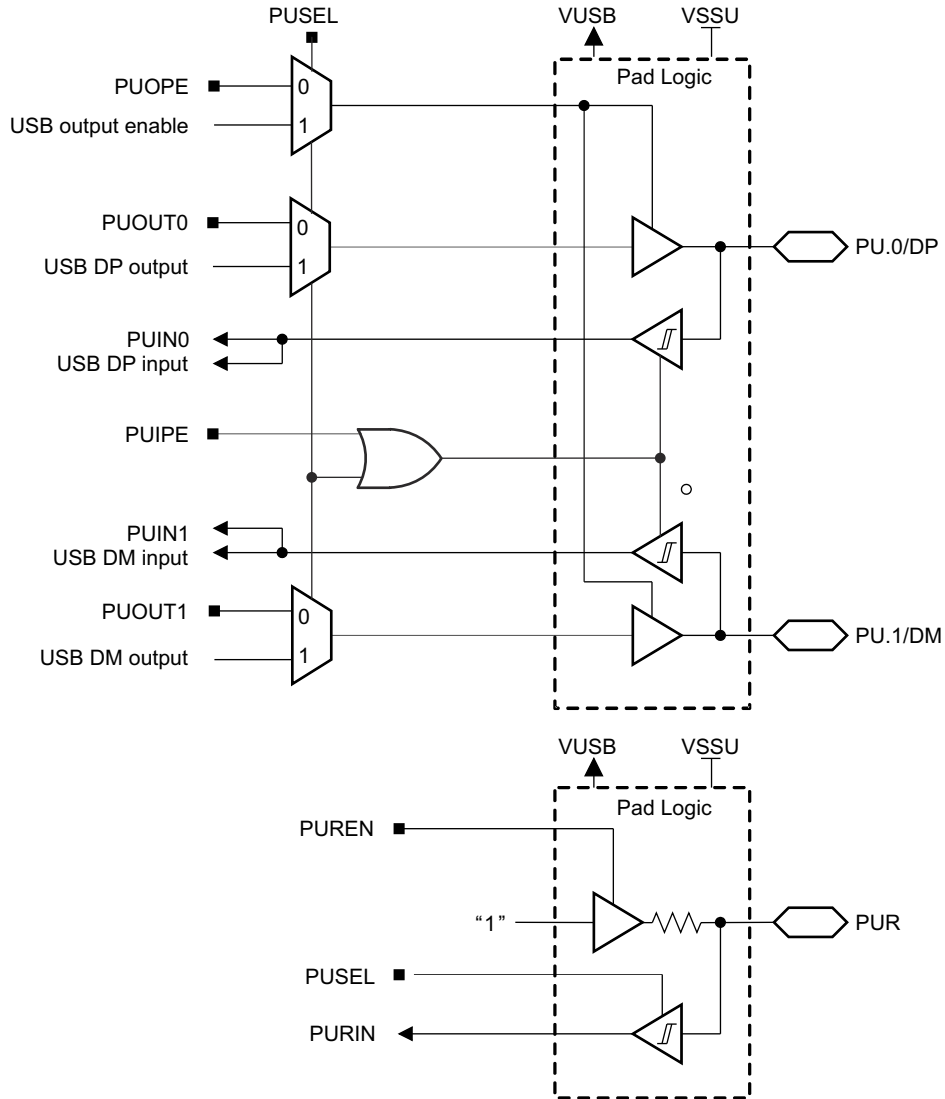 PUSEL
VUSB
VSSU
Pad Logic
PUOPE
0
USB output enable
1
PUOUT0
0
USB DP output
1
PU.0/DP
PUIN0
USB DP input
PUIPE
PUIN1
USB DM input
PUOUT1
0
USB DM output
1
PU.1/DM
VUSB
VSSU
Pad Logic
PUREN
“1”
PUR
PUSEL
PURIN